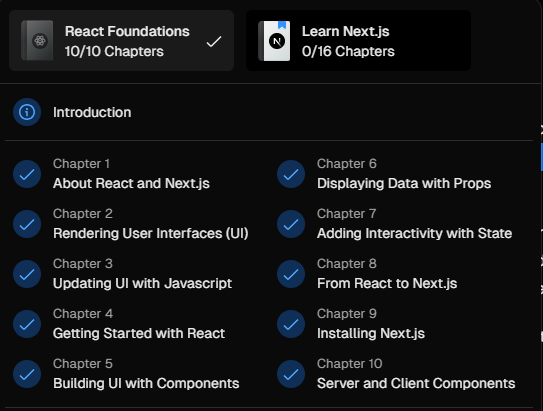 React Foundations
10/10 Chapters
Learn Next.js
0/16 Chapters
Introduction
Chapter 1
About React and Next.js
Chapter 2
Rendering User Interfaces (UI)
Chapter 3
Updating UI with Javascript
Chapter 4
Getting Started with React
Chapter 5
Building UI with Components
Chapter 6
Displaying Data with Props
Chapter 7
Adding Interactivity with State
Chapter 8
From React to Next.js
Chapter 9
Installing Next.js
Chapter 10
Server and Client Components